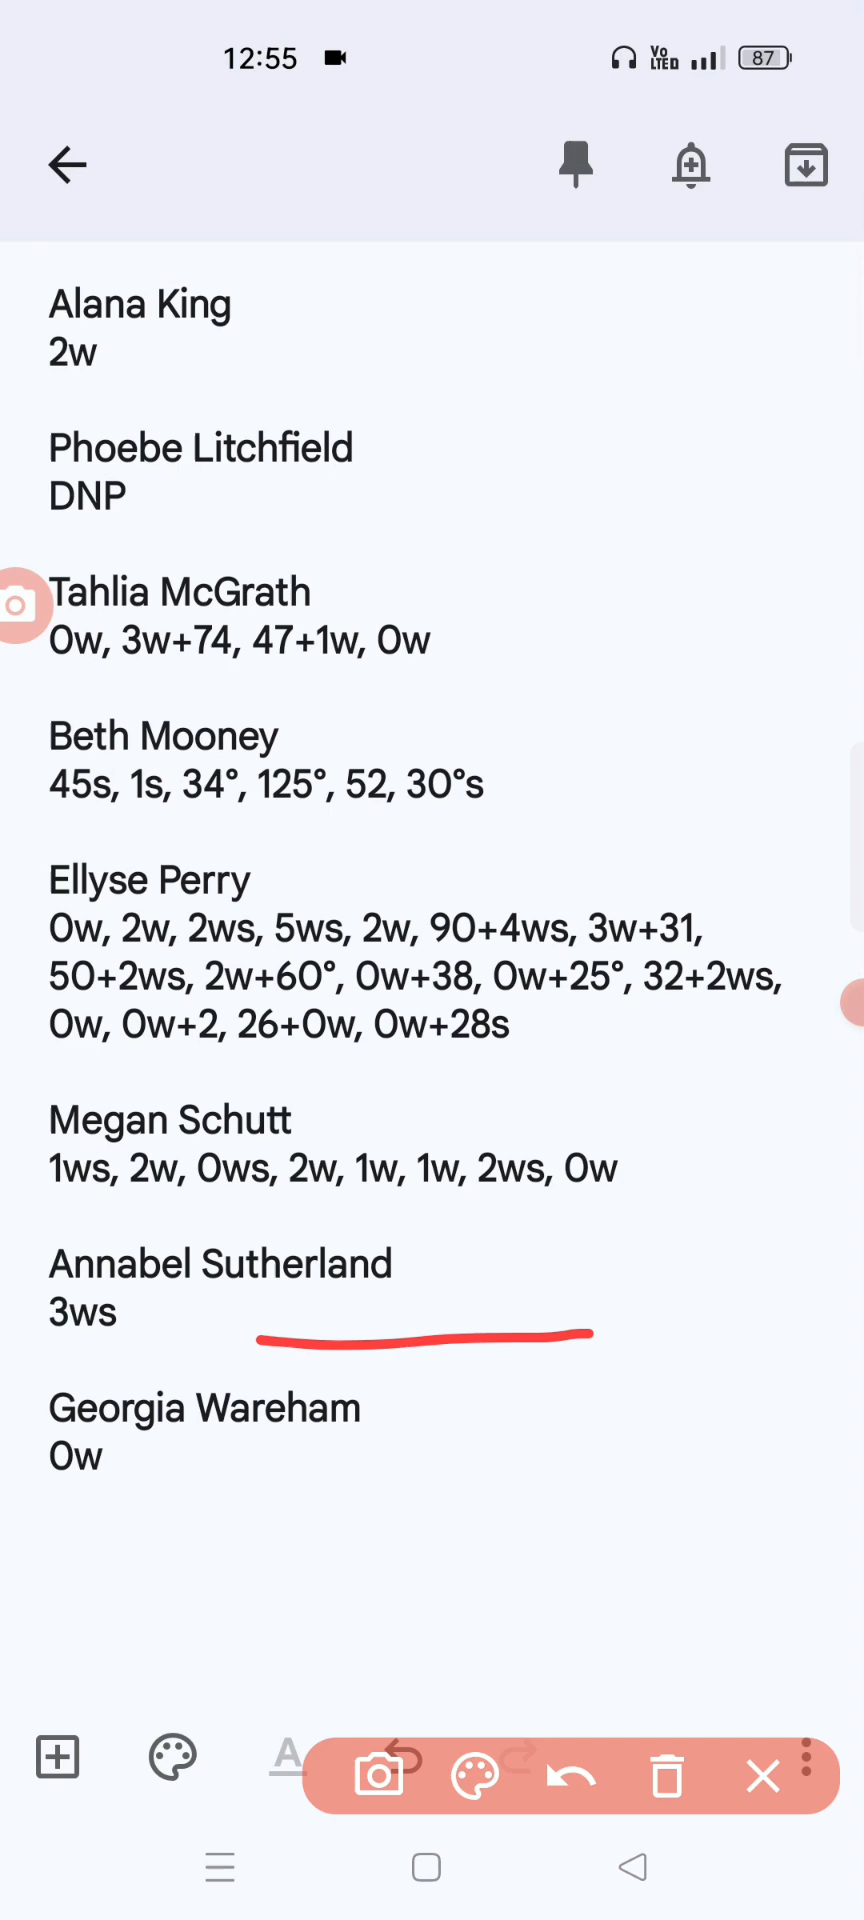 12:55
Vo
LTED
87
Alana King
2w
Phoebe Litchfield
DNP
Tahlia McGrath
0w, 3w+74, 47+1w, 0w
Beth Mooney
45s, 1s, 34°, 125°, 52, 30°s
Ellyse Perry
0w, 2w, 2ws, 5ws, 2w, 90+4ws, 3w+31,
50+2ws, 2w+60°, 0w+38, 0w+25°, 32+2ws,
0w, 0w+2, 26+0w, 0w+28s
Megan Schutt
1ws, 2w, 0ws, 2w, 1w, 1w, 2ws, 0w
Annabel Sutherland
3ws
Georgia Wareham
0w
A